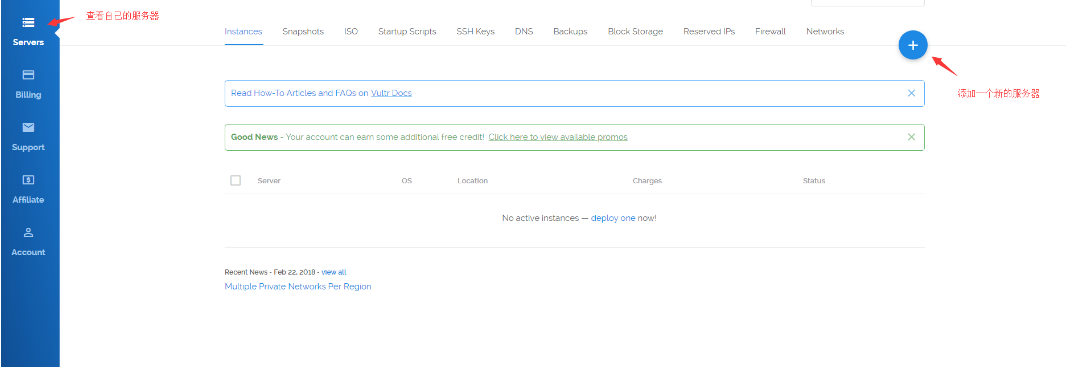 查看自己的服务器
Servers
Billing
Support
Affiliate
Account
Instances Snapshots ISO Startup Scripts SSH Keys DNS Backups Block Storage Reserved IPs Firewall Networks
添加一个新的服务器
Read How-To Articles and FAQs on Vultr Docs
Good News - Your account can earn some additional free credit! Click here to view available promos
Server OS Location Charges Status
No active instances — deploy one now!
Recent News - Feb 22, 2018 - view all
Multiple Private Networks Per Region